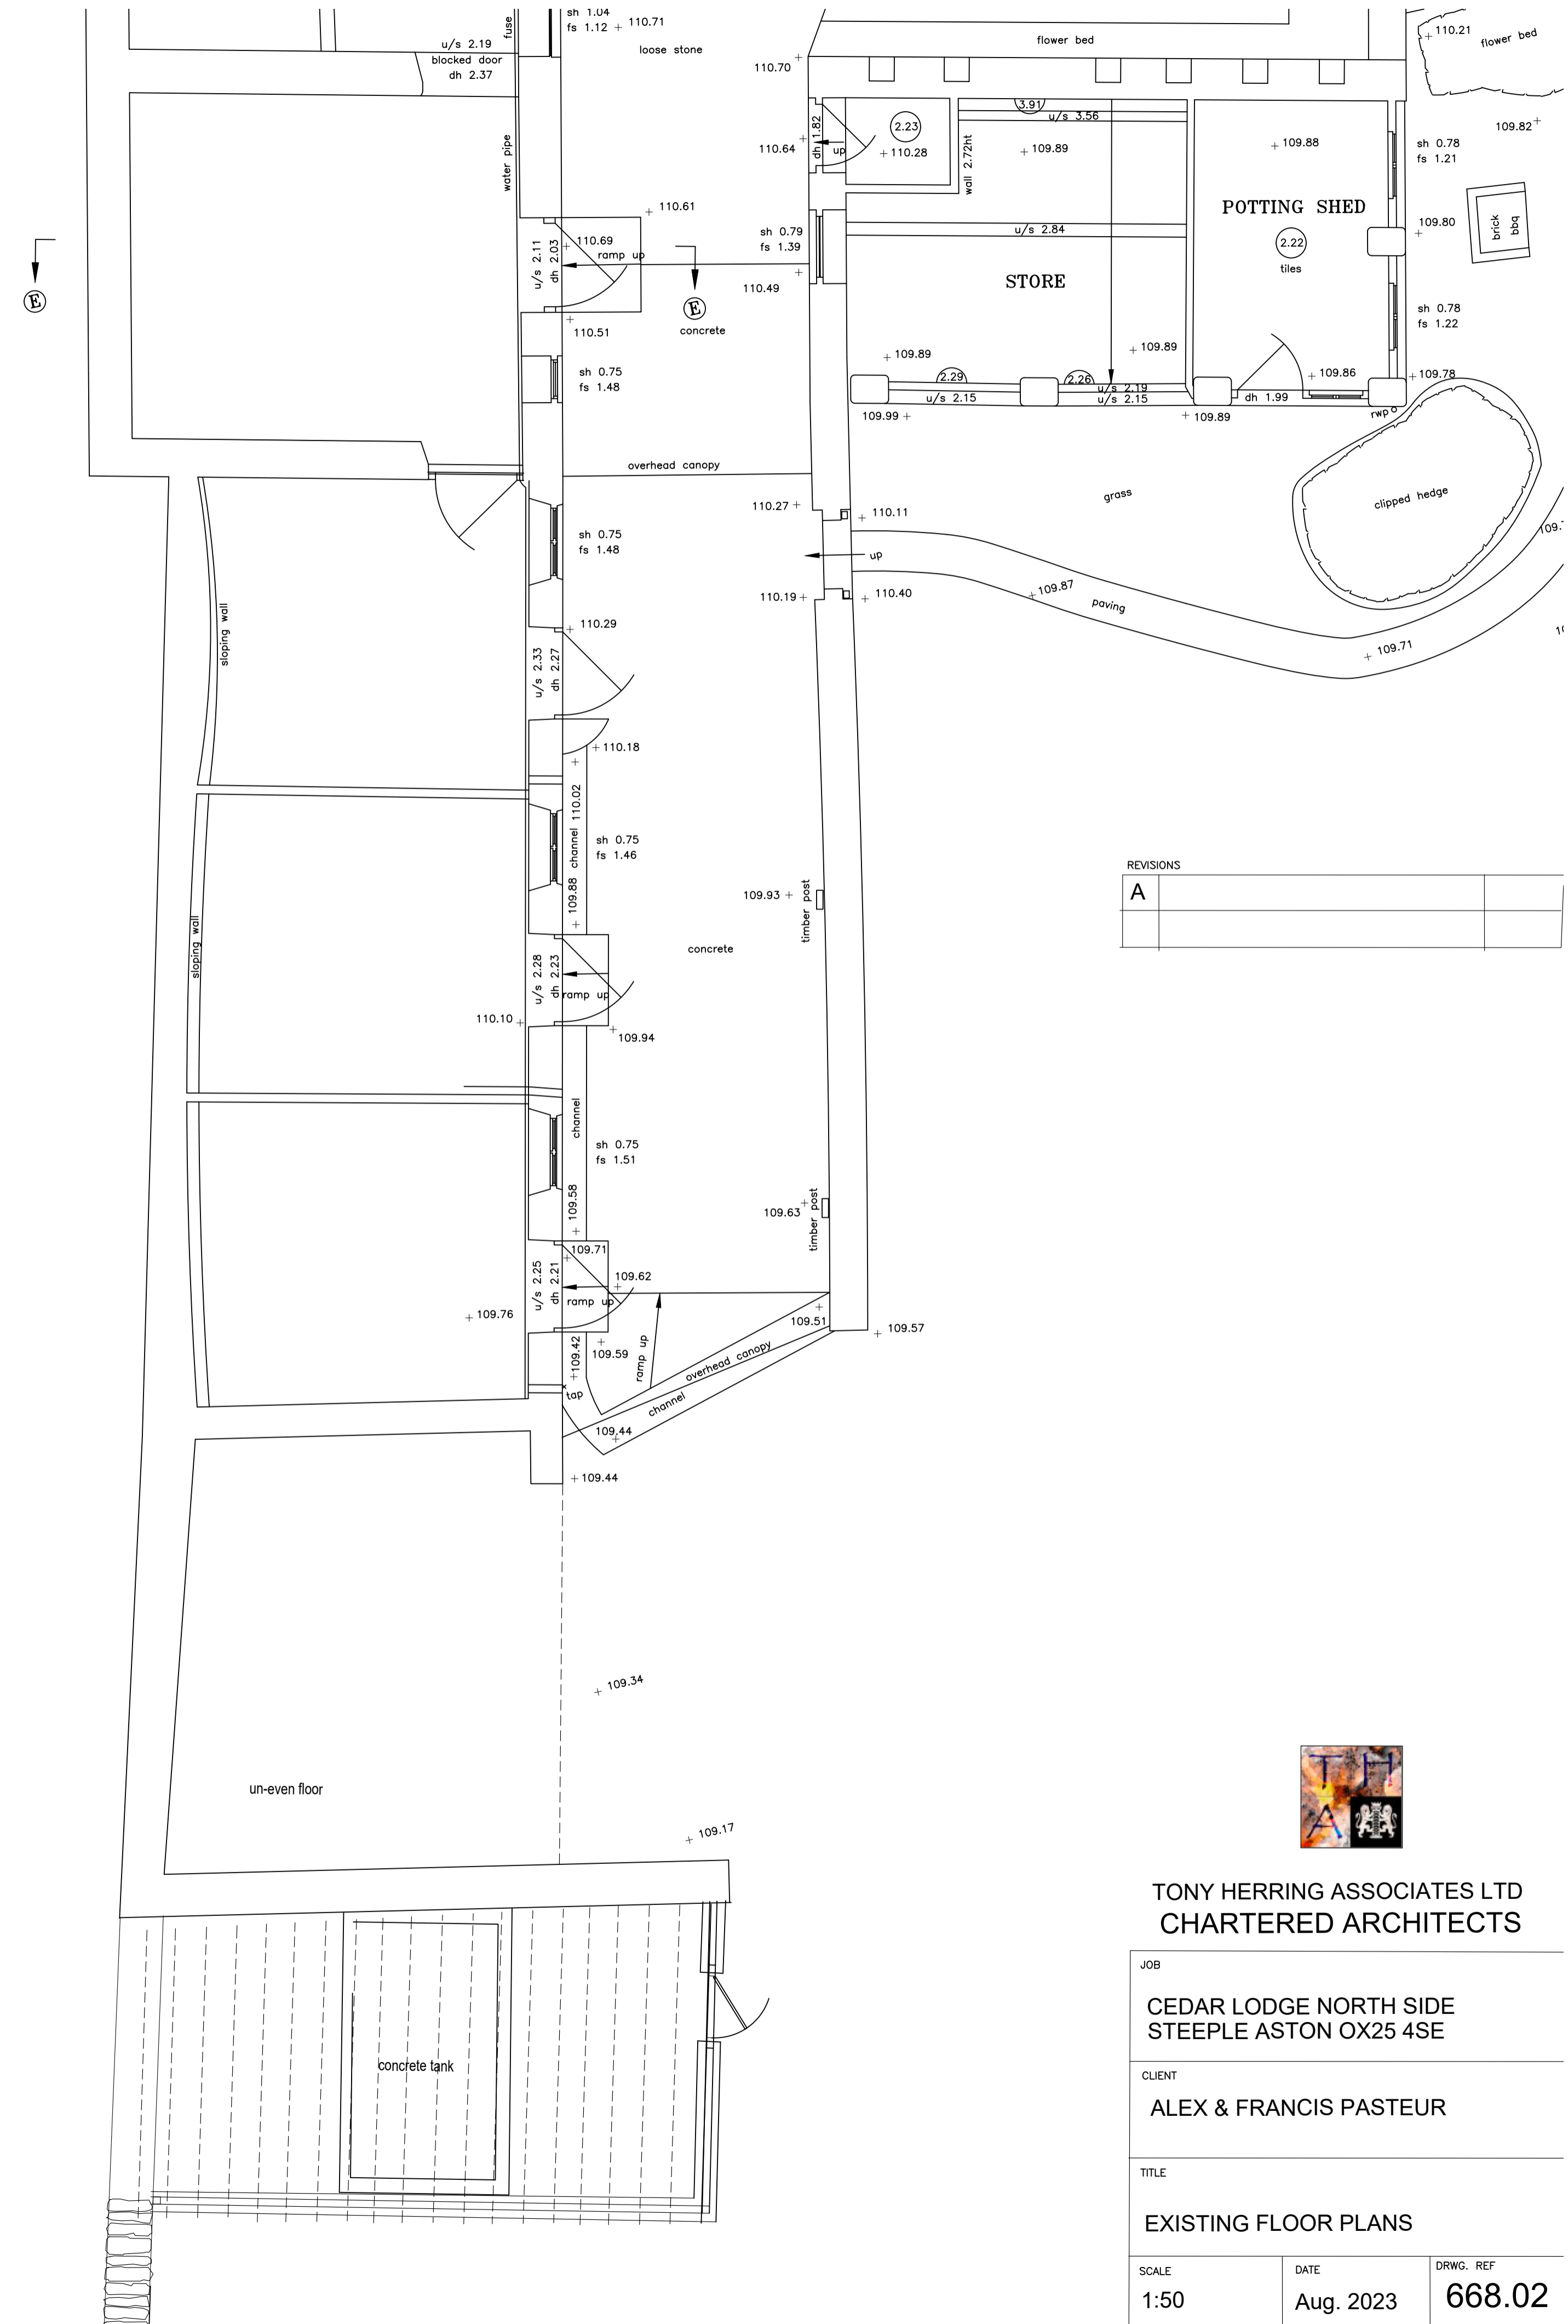 sh 1.04
fs 1.12
110.71
loose stone
fuse
u/s 2.19
blocked door
dh 2.37
flower bed
110.70
110.21
flower bed
109.82
water pipe
dh 1.82
up
110.64
2.23
110.28
wall 2.72ht
3.91
u/s 3.56
109.89
109.88
sh 0.78
fs 1.21
POTTING SHED
2.22
tiles
109.80
brick
bbq
110.61
110.69
ramp up
u/s 2.11
dh 2.03
sh 0.79
fs 1.39
u/s 2.84
STORE
110.49
E
E
concrete
110.51
sh 0.78
fs 1.22
109.89
109.89
109.86
109.78
sh 0.75
fs 1.48
2.29
u/s 2.15
2.26
u/s 2.19
u/s 2.15
dh 1.99
109.99
109.89
rwp
overhead canopy
grass
clipped hedge
110.27
110.11
109.
sh 0.75
fs 1.48
up
110.19
110.40
109.87
paving
109.71
sloping wall
110.29
u/s 2.33
dh 2.27
110.18
110.02
channel
109.88
sh 0.75
fs 1.46
REVISIONS
A
109.93
timber post
concrete
sloping wall
u/s 2.28
dh 2.23
ramp up
110.10
109.94
channel
sh 0.75
fs 1.51
109.58
109.63
timber post
109.71
u/s 2.25
dh 2.21
109.62
ramp up
109.76
109.51
109.57
109.42
109.59
ramp up
overhead canopy
tap
channel
109.44
109.44
109.34
un-even floor
109.17
concrete tank
T H
A
TONY HERRING ASSOCIATES LTD
CHARTERED ARCHITECTS
JOB
CEDAR LODGE NORTH SIDE
STEEPLE ASTON OX25 4SE
CLIENT
ALEX & FRANCIS PASTEUR
TITLE
EXISTING FLOOR PLANS
SCALE
1:50
DATE
Aug. 2023
DRWG. REF
668.02